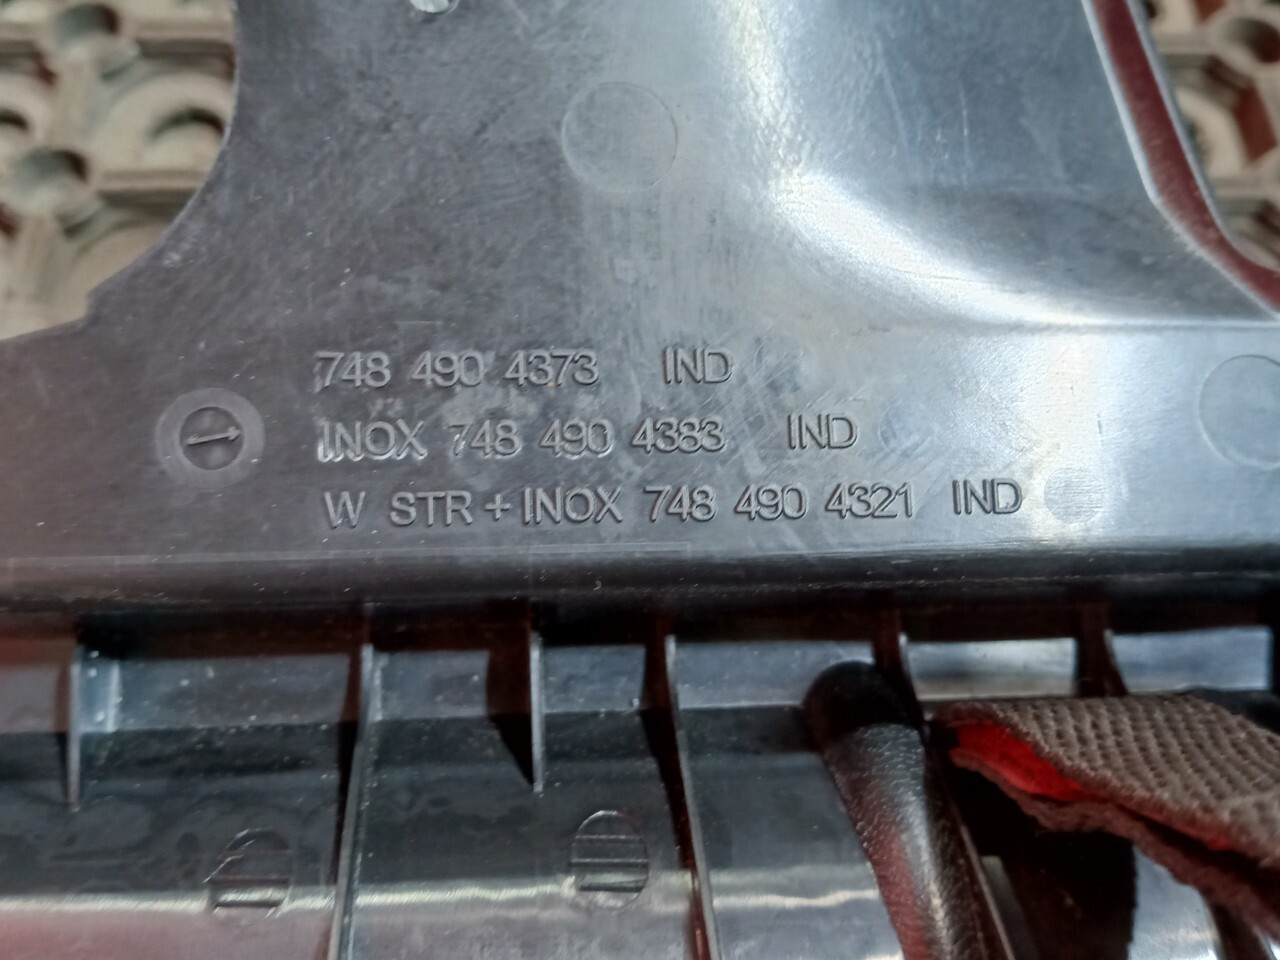 748 490 4373 IND
INOX 748 490 4383 IND
W STR + INOX 748 490 4321 IND